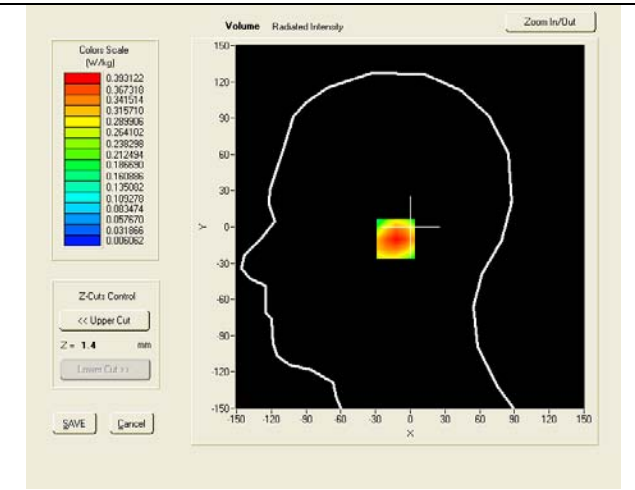 Volume Radiated Intensity
Zoom In/Out
Colors Scale
(W/kg)
0.393122
0.367318
0.341514
0.315710
0.289906
0.264102
0.238298
0.212494
0.186690
0.160886
0.135082
0.109278
0.083474
0.057670
0.031866
0.006062
Z-Cuts Control
<< Upper Cut
Z = 1.4 mm
Lower Cut >>
SAVE
Cancel
150
120
90
60
30
0
-30
-60
-90
-120
-150
Y
-150 -120 -90 -60 -30 0 30 60 90 120 150
X